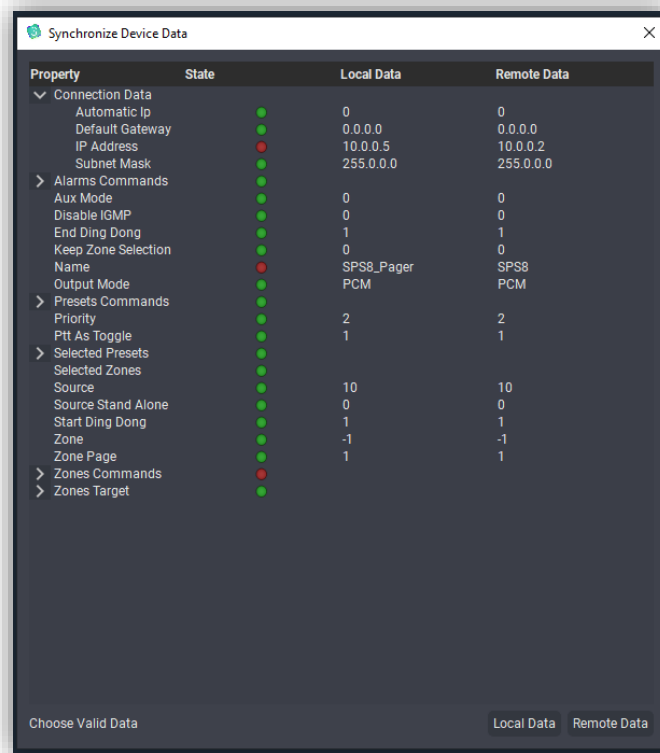 Synchronize Device Data
Property State Local Data Remote Data
Connection Data
Automatic Ip 0 0
Default Gateway 0.0.0.0 0.0.0.0
IP Address 10.0.0.5 10.0.0.2
Subnet Mask 255.0.0.0 255.0.0.0
Alarms Commands
Aux Mode 0 0
Disable IGMP 0 0
End Ding Dong 1 1
Keep Zone Selection 0 0
Name SPS8_Pager SPS8
Output Mode PCM PCM
Presets Commands
Priority 2 2
Ptt As Toggle 1 1
Selected Presets
Selected Zones
Source 10 10
Source Stand Alone 0 0
Start Ding Dong 1 1
Zone -1 -1
Zone Page 1 1
Zones Commands
Zones Target
Choose Valid Data Local Data Remote Data